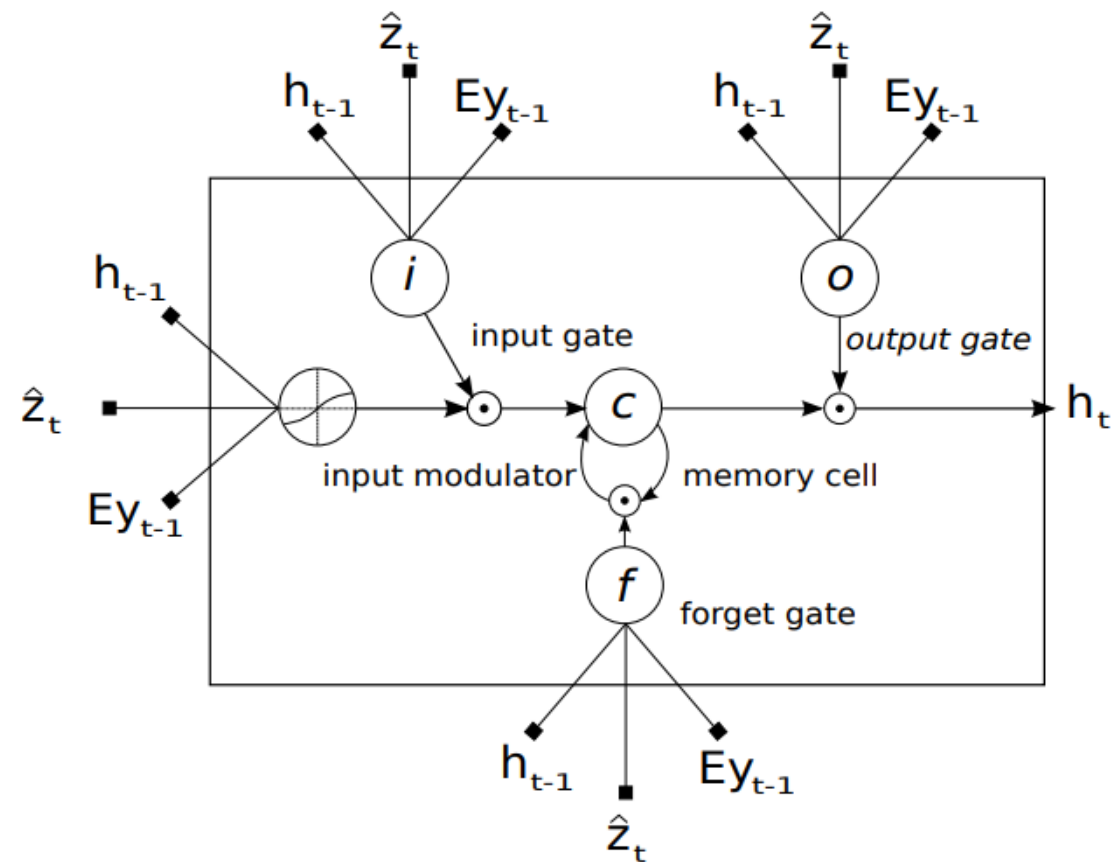 ẑt ẑt
ht-1 Eyt-1 ht-1 Eyt-1
i o
ht-1
input gate output gate
ẑt c ht
input modulator memory cell
Eyt-1
f
forget gate
ht-1 Eyt-1
ẑt